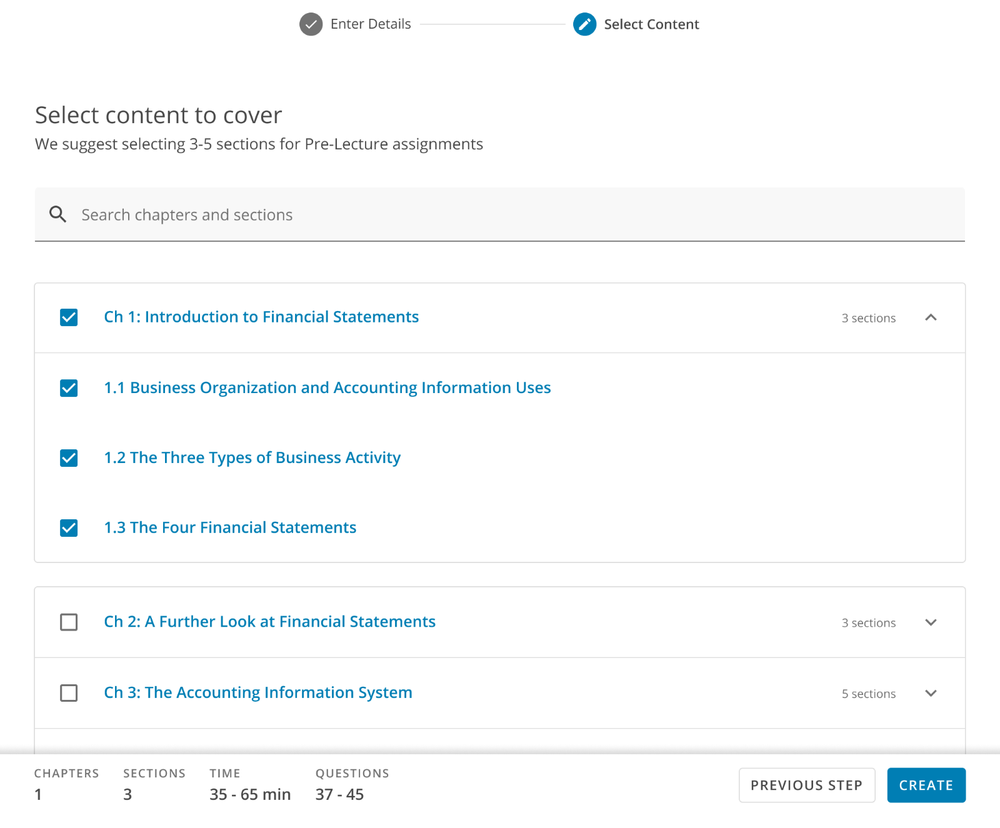 Enter Details
Select Content
Select content to cover
We suggest selecting 3-5 sections for Pre-Lecture assignments
Search chapters and sections
Ch 1: Introduction to Financial Statements
3 sections
1.1 Business Organization and Accounting Information Uses
1.2 The Three Types of Business Activity
1.3 The Four Financial Statements
Ch 2: A Further Look at Financial Statements
3 sections
Ch 3: The Accounting Information System
5 sections
CHAPTERS
1
SECTIONS
3
TIME
35 - 65 min
QUESTIONS
37 - 45
PREVIOUS STEP
CREATE